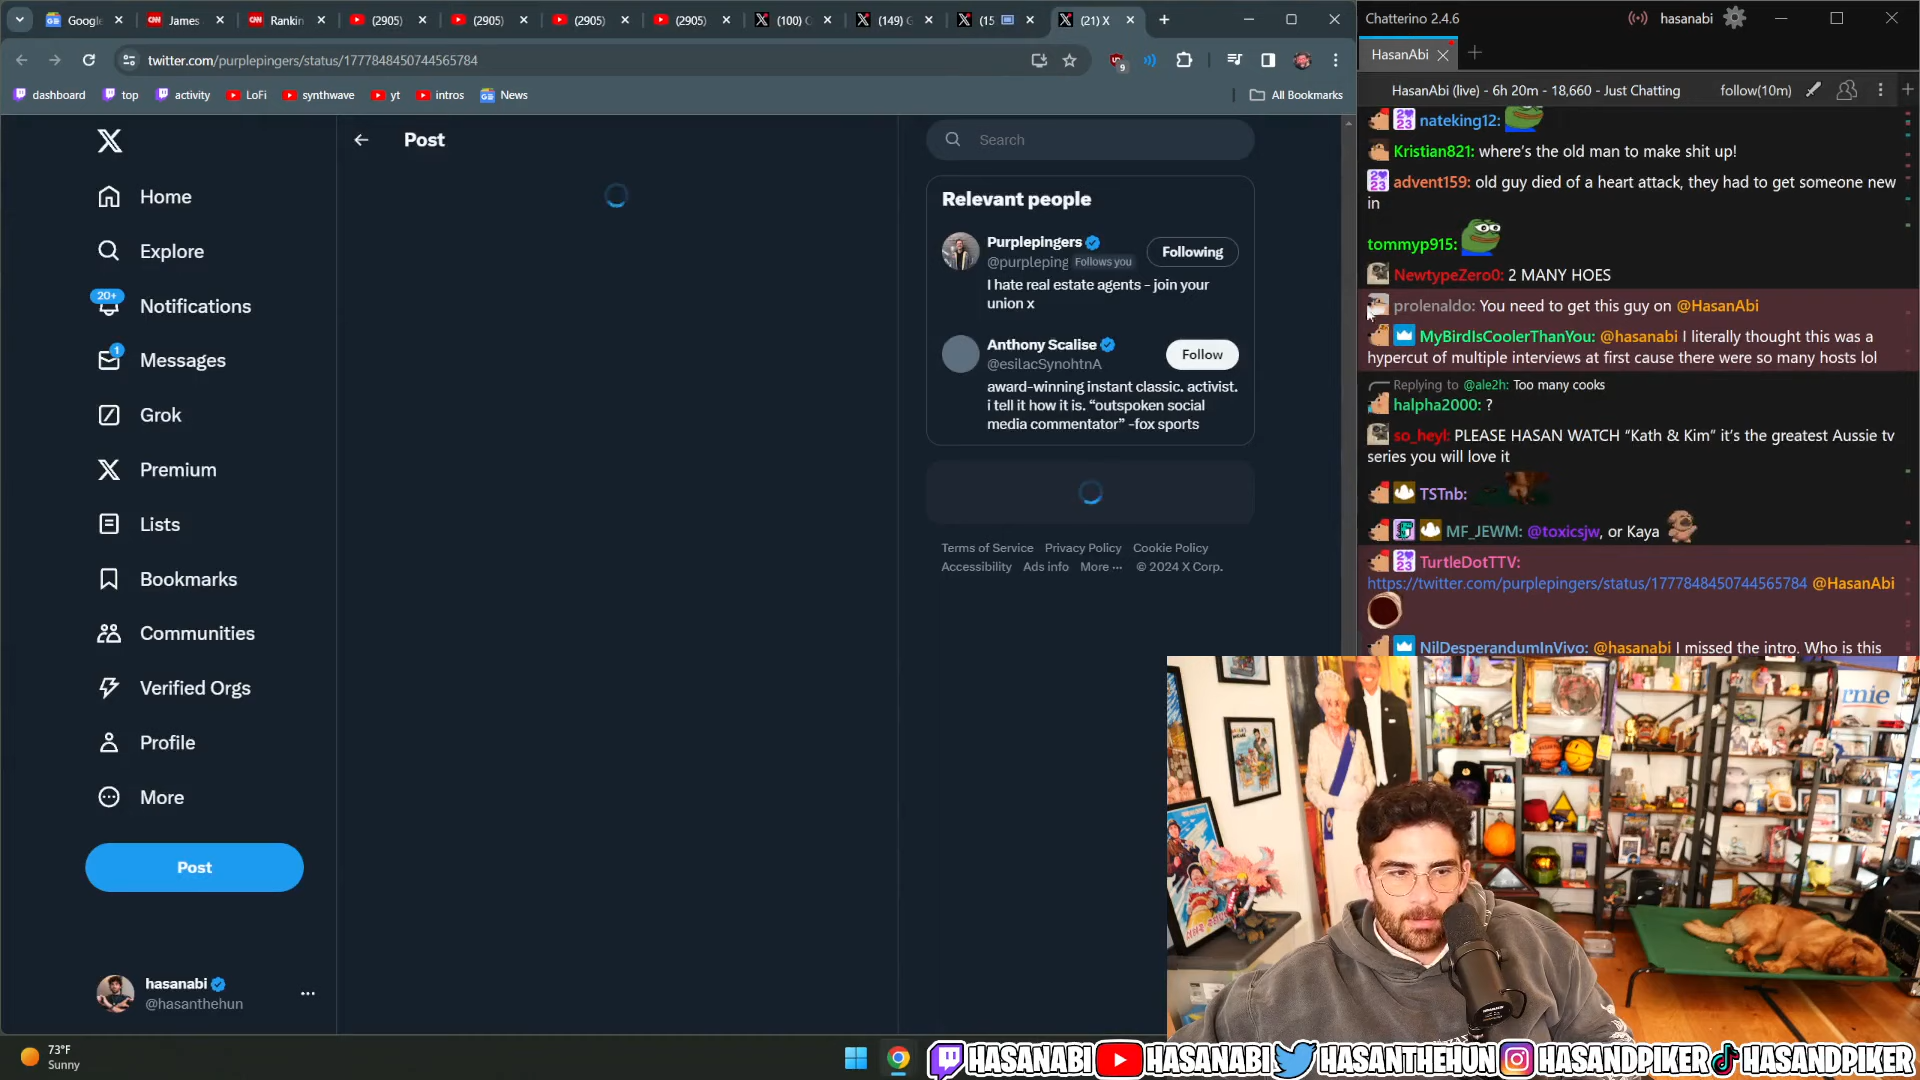 Google
James
Rankin
(2905)
(2905)
(2905)
(2905)
(100) C
(149) G
(15
(21) X
twitter.com/purplepingers/status/1777848450744565784
9
dashboard
top
activity
LoFi
synthwave
yt
intros
News
All Bookmarks
Home
Explore
20+
Notifications
1
Messages
Grok
Premium
Lists
Bookmarks
Communities
Verified Orgs
Profile
More
Post
hasanabi
@hasanthehun
Post
Search
Relevant people
Purplepingers
@purpleping Follows you
Following
I hate real estate agents - join your
union x
Anthony Scalise
@esilacSynohtnA
Follow
award-winning instant classic. activist.
i tell it how it is. “outspoken social
media commentator” -fox sports
Terms of Service Privacy Policy Cookie Policy
Accessibility Ads info More ··· © 2024 X Corp.
Chatterino 2.4.6
hasanabi
HasanAbi
HasanAbi (live) - 6h 20m - 18,660 - Just Chatting
follow(10m)
nateking12:
Kristian821: where's the old man to make shit up!
advent159: old guy died of a heart attack, they had to get someone new
in
tommyp915:
NewtypeZero0: 2 MANY HOES
prolenaldo: You need to get this guy on @HasanAbi
MyBirdIsCoolerThanYou: @hasanabi I literally thought this was a
hypercut of multiple interviews at first cause there were so many hosts lol
Replying to @ale2h: Too many cooks
halpha2000: ?
so_heyl: PLEASE HASAN WATCH “Kath & Kim” it's the greatest Aussie tv
series you will love it
TSTnb:
MF_JEWM: @toxicsjw, or Kaya
TurtleDotTTV:
https://twitter.com/purplepingers/status/1777848450744565784 @HasanAbi
NilDesperandumInVivo: @hasanabi I missed the intro. Who is this
rnie
73°F
Sunny
HASANABI
HASANABI
HASANTHEHUN
HASANDPIKER
HASANDPIKER